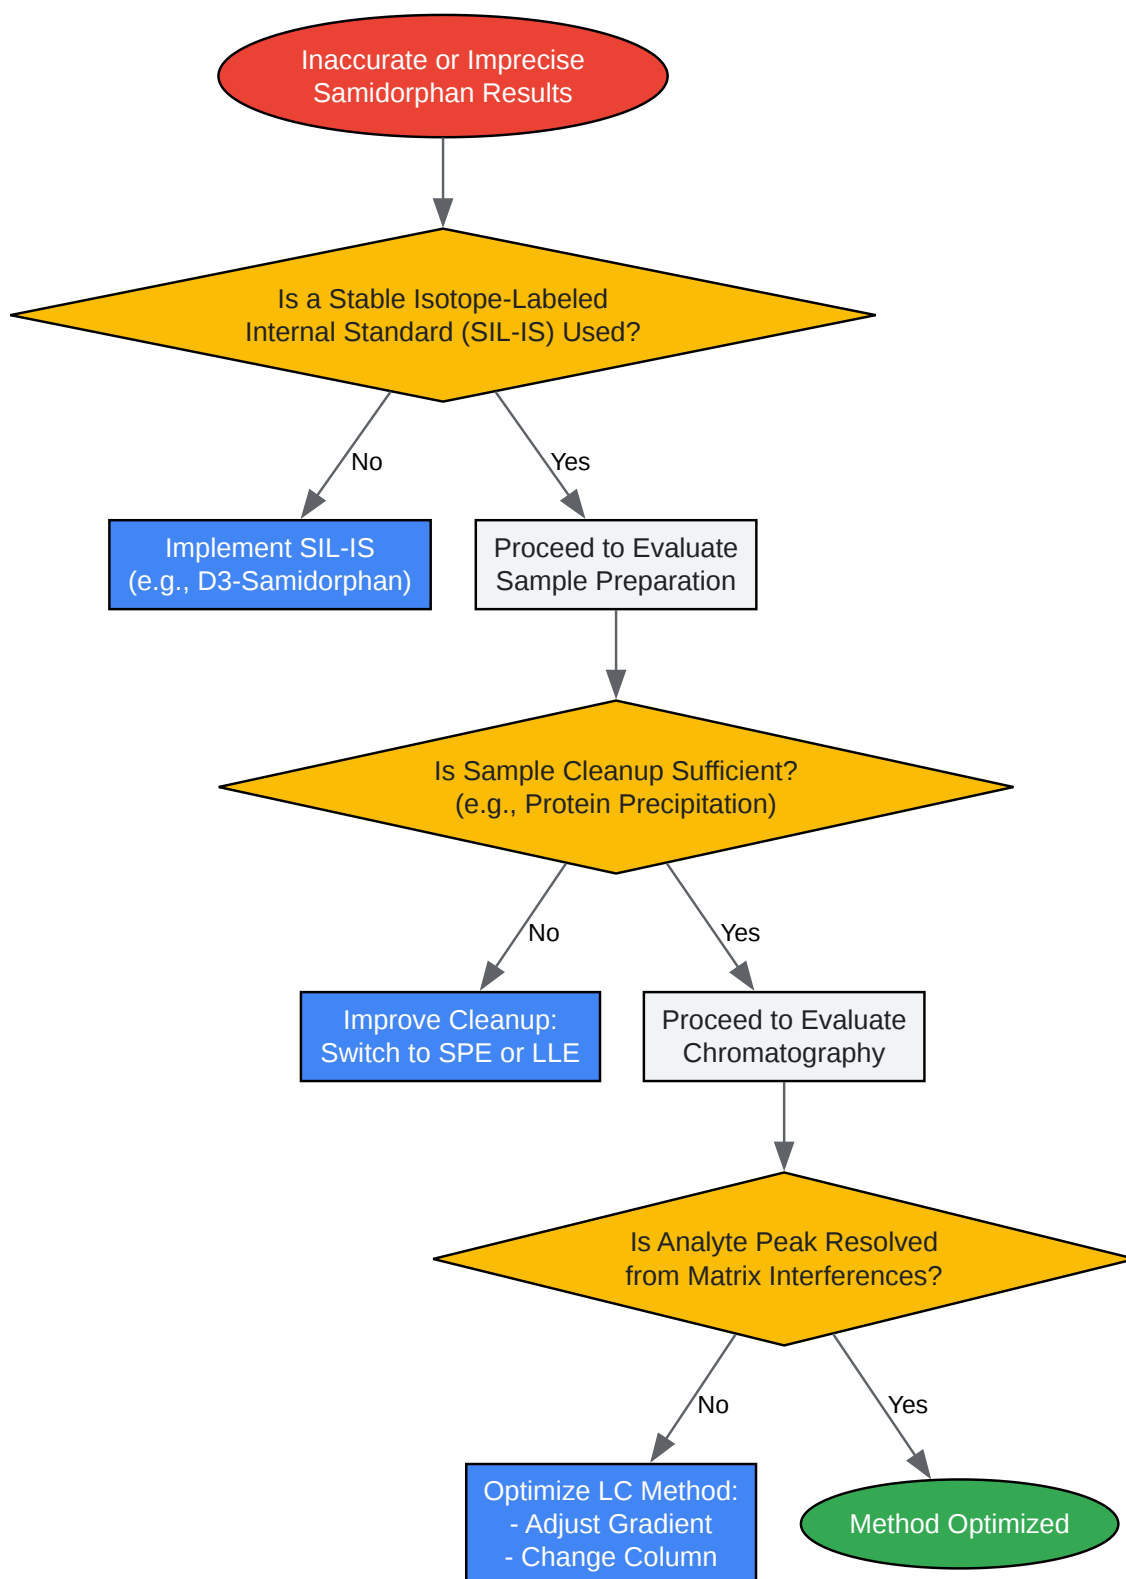 Inaccurate or Imprecise
Samidorphan Results
Is a Stable Isotope-Labeled
Internal Standard (SIL-IS) Used?
No
Yes
Implement SIL-IS
(e.g., D3-Samidorphan)
Proceed to Evaluate
Sample Preparation
Is Sample Cleanup Sufficient?
(e.g., Protein Precipitation)
No
Yes
Improve Cleanup:
Switch to SPE or LLE
Proceed to Evaluate
Chromatography
Is Analyte Peak Resolved
from Matrix Interferences?
No
Yes
Optimize LC Method:
- Adjust Gradient
- Change Column
Method Optimized